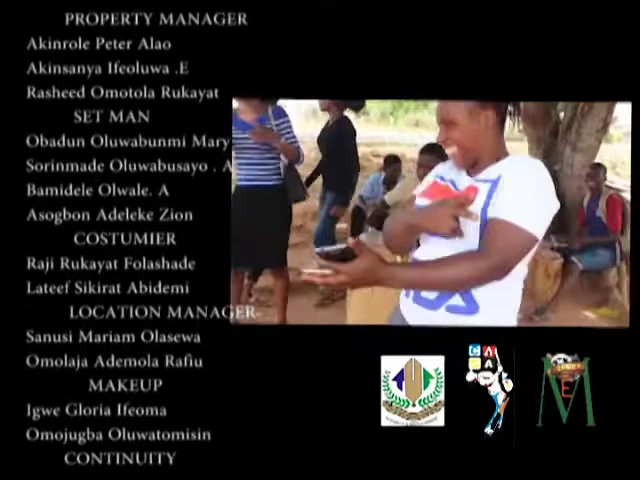 PROPERTY MANAGER
Akinrole Peter Alao
Akinsanya Ifeoluwa .E
Rasheed Omotola Rukayat
SET MAN
Obadun Oluwabunmi Mary
Sorinmade Oluwabusayo . A
Bamidele Olwale. A
Asogbon Adeleke Zion
COSTUMIER
Raji Rukayat Folashade
Lateef Sikirat Abidemi
LOCATION MANAGER
Sanusi Mariam Olasewa
Omolaja Ademola Rafiu
MAKEUP
Igwe Gloria Ifeoma
Omojugba Oluwatomisin
CONTINUITY